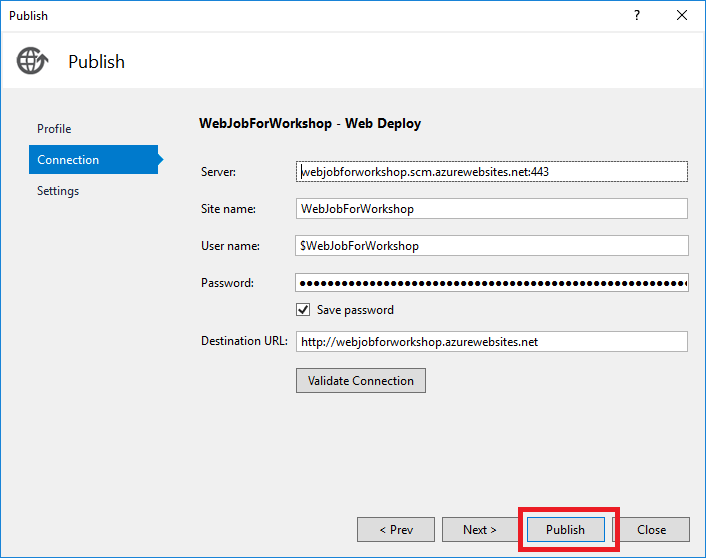 Publish ?
Publish
Profile
Connection
Settings
WebJobForWorkshop - Web Deploy
Server: webjobforworkshop.scm.azurewebsites.net:443
Site name: WebJobForWorkshop
User name: $WebJobForWorkshop
Password:
Save password
Destination URL: http://webjobforworkshop.azurewebsites.net
Validate Connection
< Prev Next > Publish Close